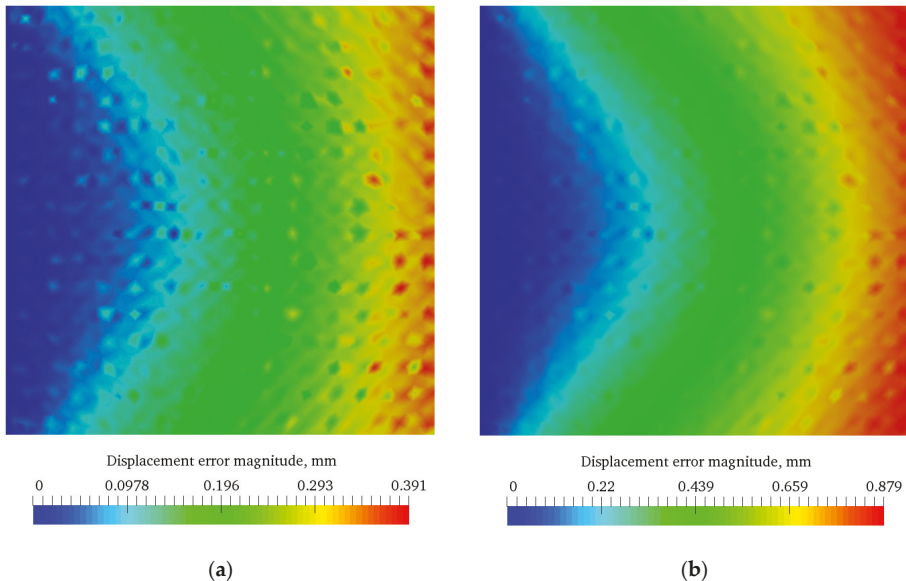 Displacement error magnitude, mm
0 0.0978 0.196 0.293 0.391
(a)
Displacement error magnitude, mm
0 0.22 0.439 0.659 0.879
(b)